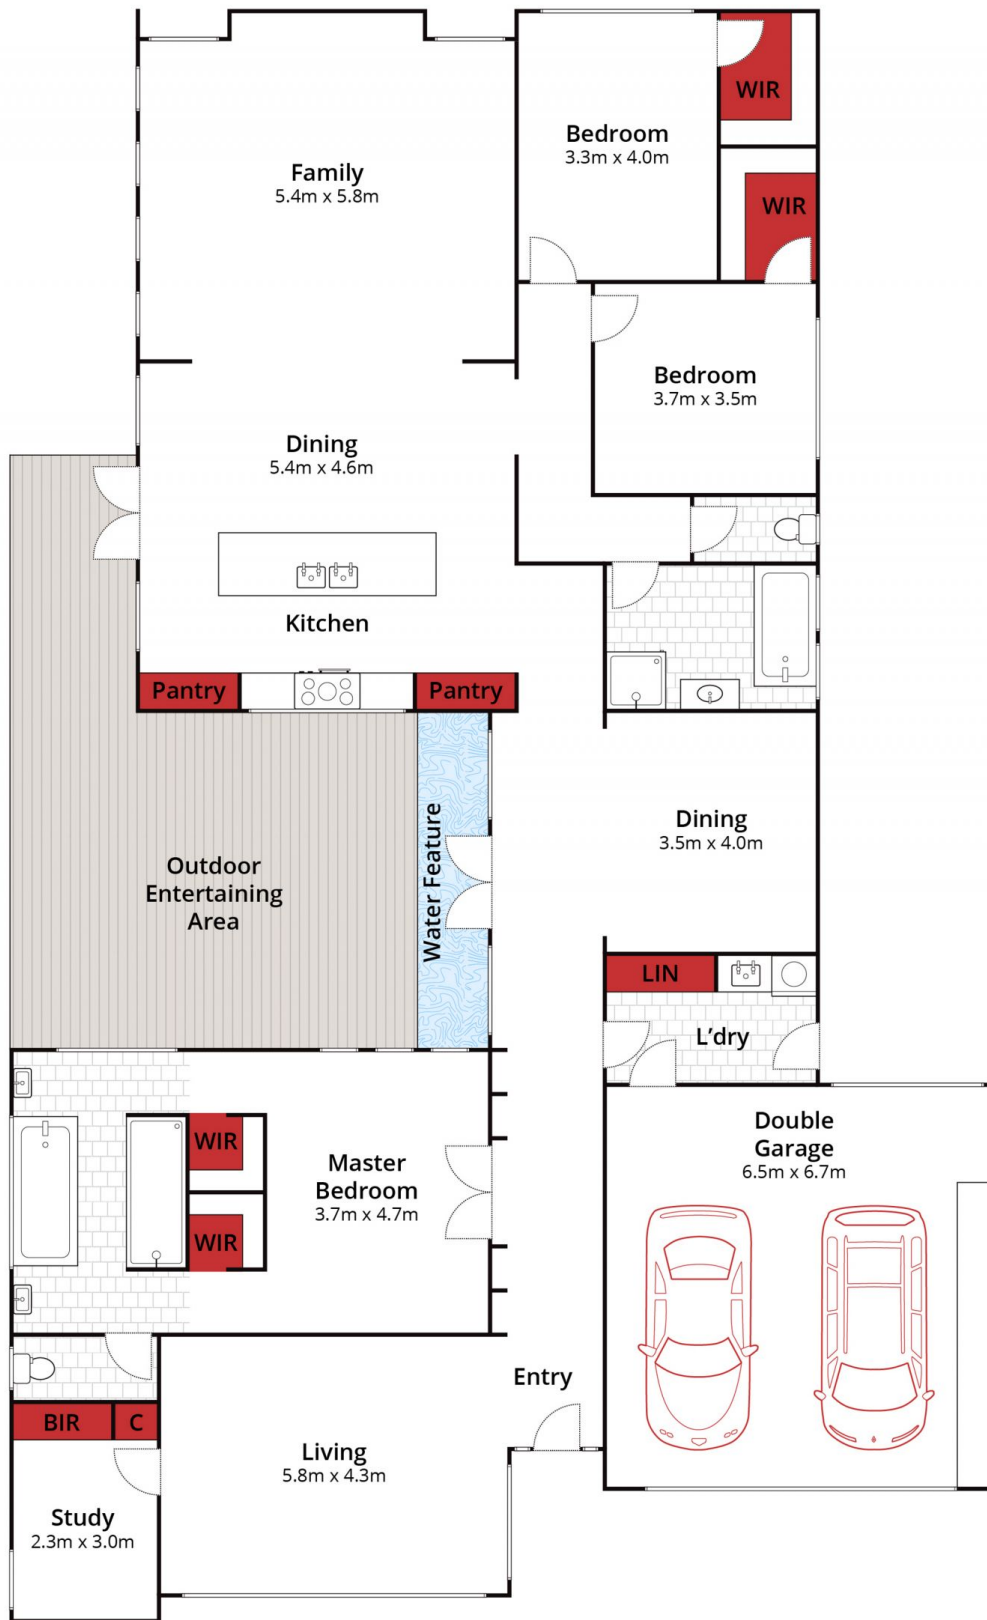 WIR
Bedroom
3.3m x 4.0m
Family
5.4m x 5.8m
WIR
Bedroom
3.7m x 3.5m
Dining
5.4m x 4.6m
Kitchen
Pantry
Pantry
Water Feature
Dining
3.5m x 4.0m
Outdoor
Entertaining
Area
LIN
L'dry
Double
Garage
6.5m x 6.7m
WIR
Master
Bedroom
3.7m x 4.7m
WIR
Entry
BIR
C
Living
5.8m x 4.3m
Study
2.3m x 3.0m